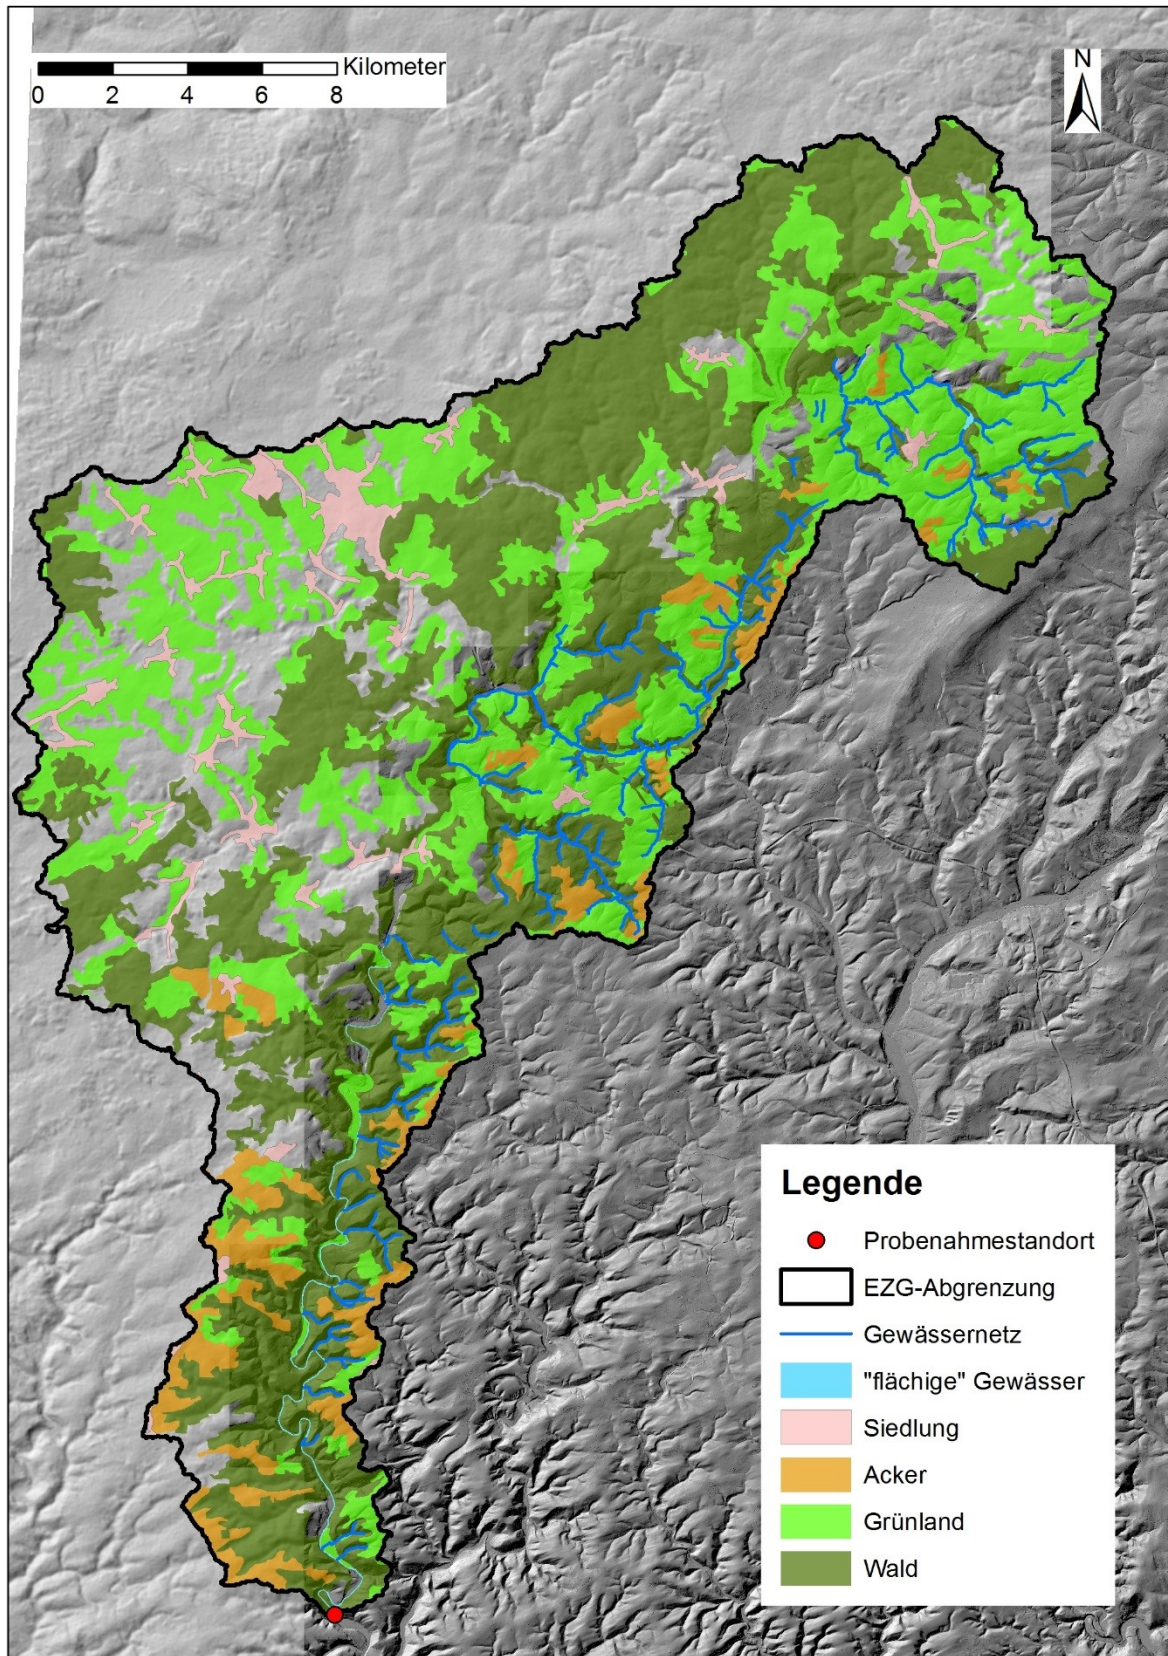 Kilometer
0 2 4 6 8
N
Legende
Probenahmestandort
EZG-Abgrenzung
Gewässernetz
"flächige" Gewässer
Siedlung
Acker
Grünland
Wald